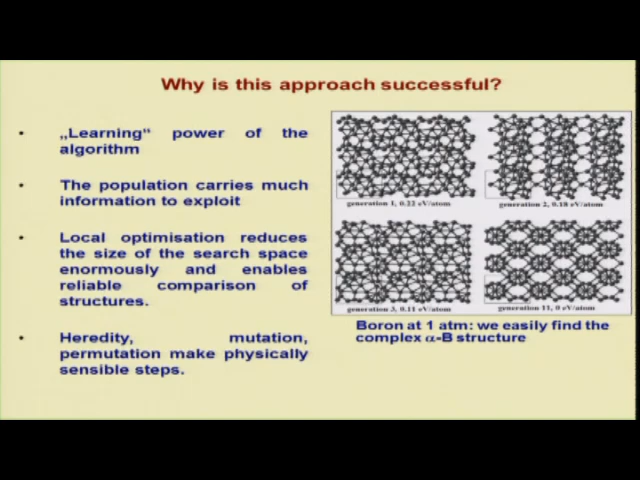 Why is this approach successful?
• „Learning“ power of the
algorithm
• The population carries much
information to exploit
• Local optimisation reduces
the size of the search space
enormously and enables
reliable comparison of
structures.
• Heredity, mutation,
permutation make physically
sensible steps.
generation 1, 0.22 eV/atom
generation 2, 0.18 eV/atom
generation 3, 0.11 eV/atom
generation 11, 0 eV/atom
Boron at 1 atm: we easily find the
complex α-B structure